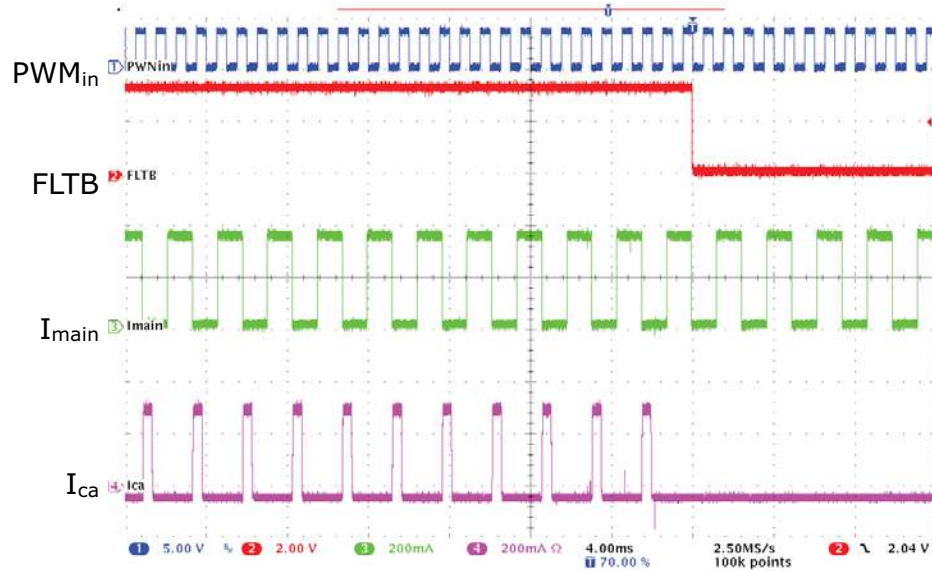 T
1 PWNin
PWMin
2 FLTB
FLTB
3 Imain
Imain
4 Ica
Ica
1 5.00 V 2 2.00 V 3 200mA 4 200mA Ω 4.00ms 2.50MS/s 2 2.04 V
T 70.00 % 100k points